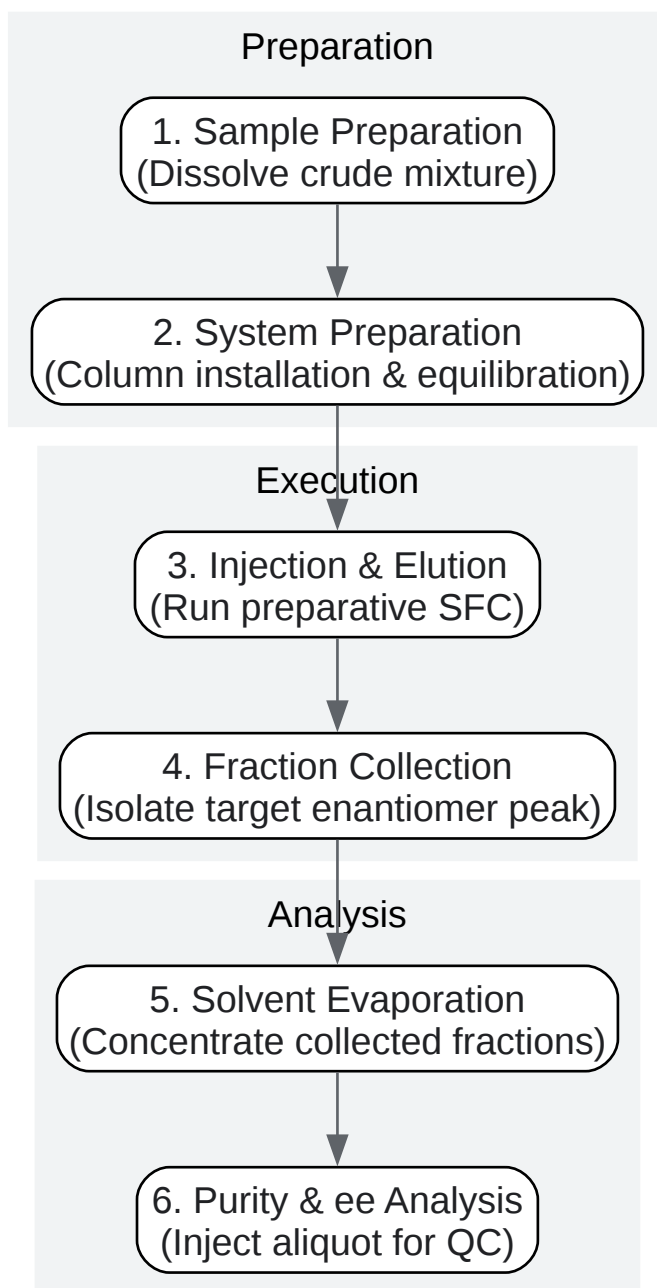 Preparation
1. Sample Preparation
(Dissolve crude mixture)
2. System Preparation
(Column installation & equilibration)
Execution
3. Injection & Elution
(Run preparative SFC)
4. Fraction Collection
(Isolate target enantiomer peak)
Analysis
5. Solvent Evaporation
(Concentrate collected fractions)
6. Purity & ee Analysis
(Inject aliquot for QC)